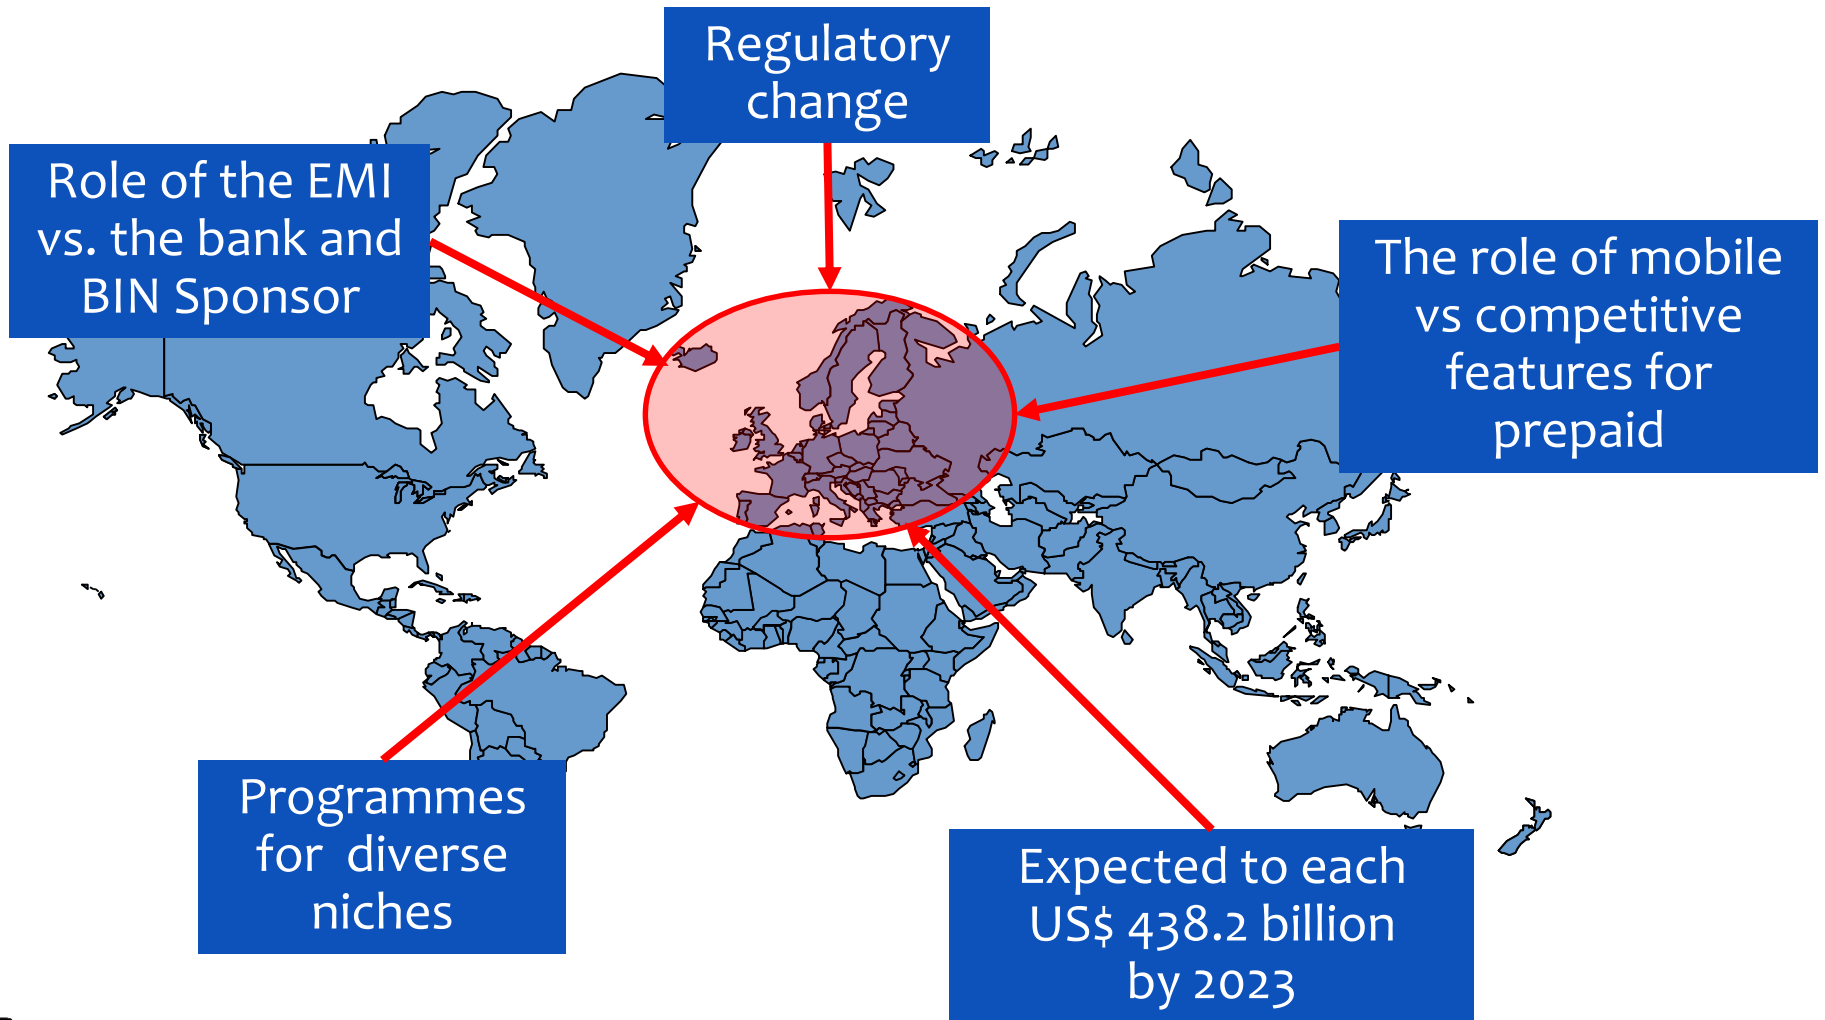 Regulatory
change
Role of the EMI
vs. the bank and
BIN Sponsor
The role of mobile
vs competitive
features for
prepaid
Programmes
for  diverse
niches
Expected to each
US$ 438.2 billion
by 2023